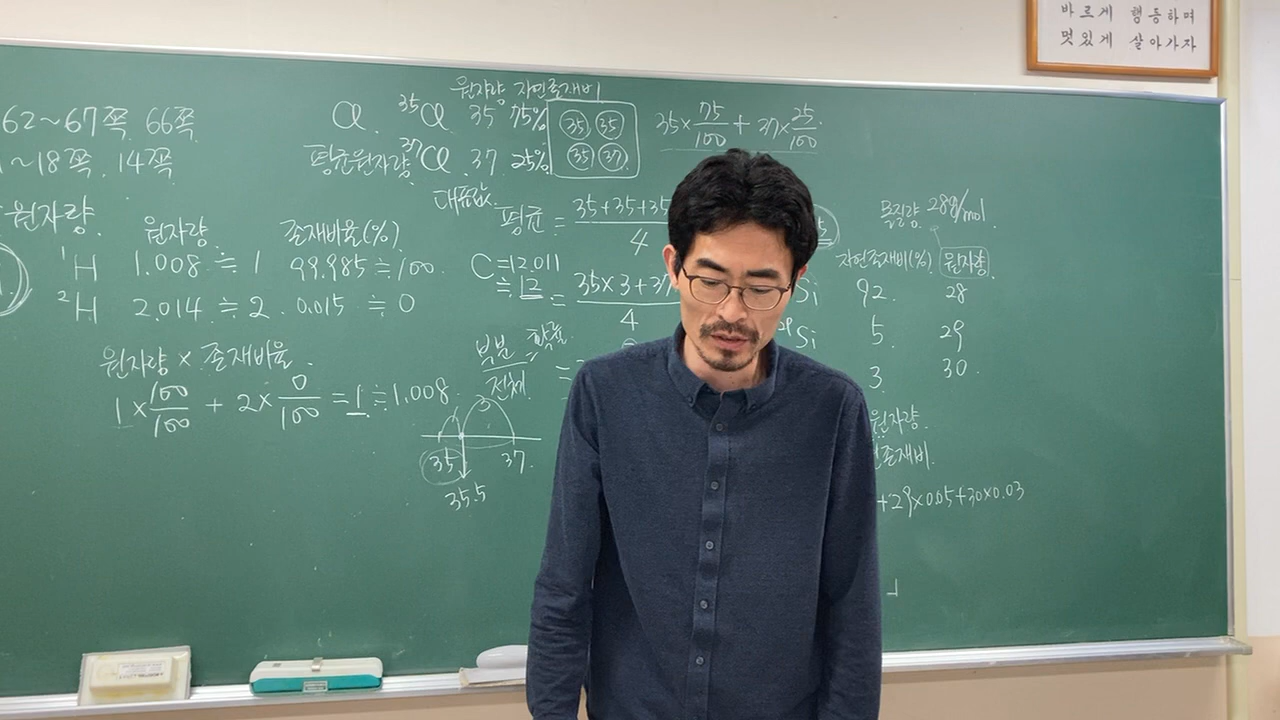 바르게 행동하며
멋있게 살아가자
62~67쪽 66쪽
~18쪽. 14쪽
원자량.
원자량. 존재비율(%)
¹H 1.008 ≒ 1 99.985 ≒ 100
²H 2.014 ≒ 2. 0.015 ≒ 0
원자량 × 존재비율.
1 × 100/100 + 2 × 0/100 = 1 ≒ 1.008
원자량 자연존재비
Cl. ³⁵Cl 35 75%
평균원자량. ³⁷Cl. 37. 25%
35 35
35 37
35 × 75/100 + 37 × 25/100
대푯값.
평균 = 35+35+35
4
C = 12.011
≒ 12
= 35×3+37
4
부분
전체
= 확률
35 37.
35.5
몰질량 28g/mol
자연존재비(%) 원자량.
Si 92. 28
Si 5. 29
3. 30.
원자량.
존재비.
+29×0.05+30×0.03